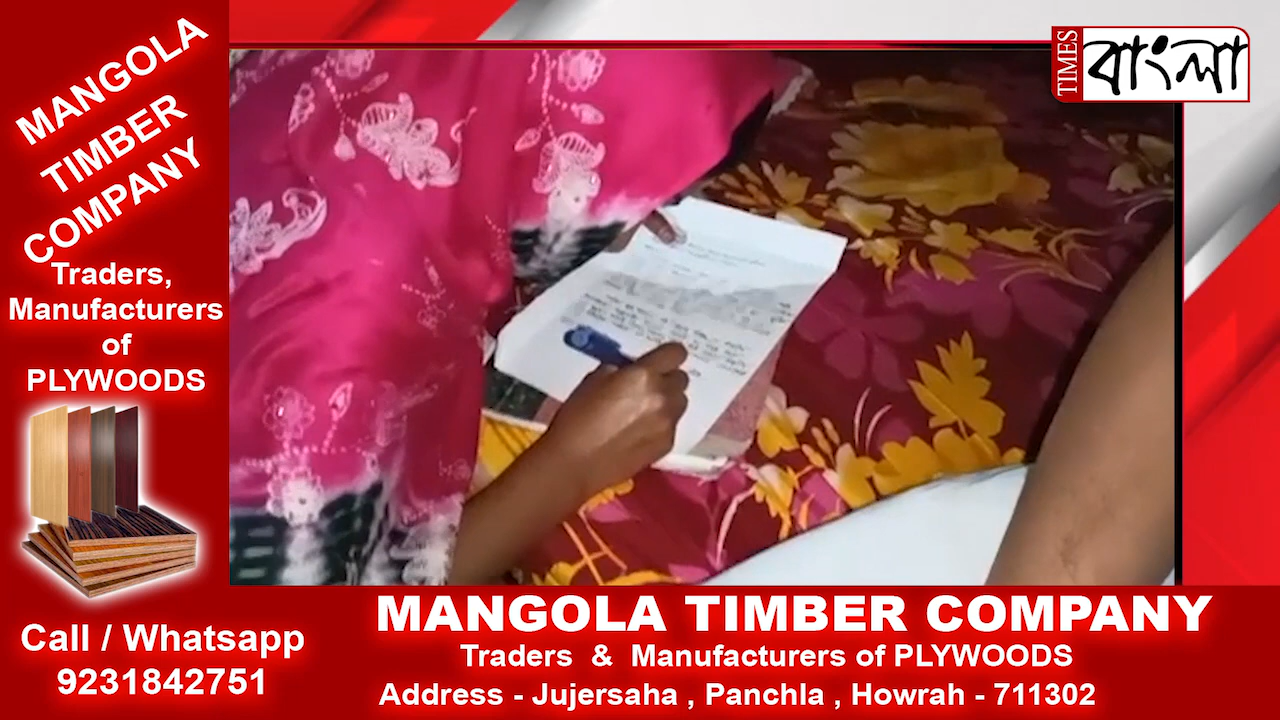 MANGOLA
TIMBER
COMPANY
Traders,
Manufacturers
of
PLYWOODS
Call / Whatsapp
9231842751
TIMES
বাংলা
MANGOLA TIMBER COMPANY
Traders & Manufacturers of PLYWOODS
Address - Jujersaha , Panchla , Howrah - 711302